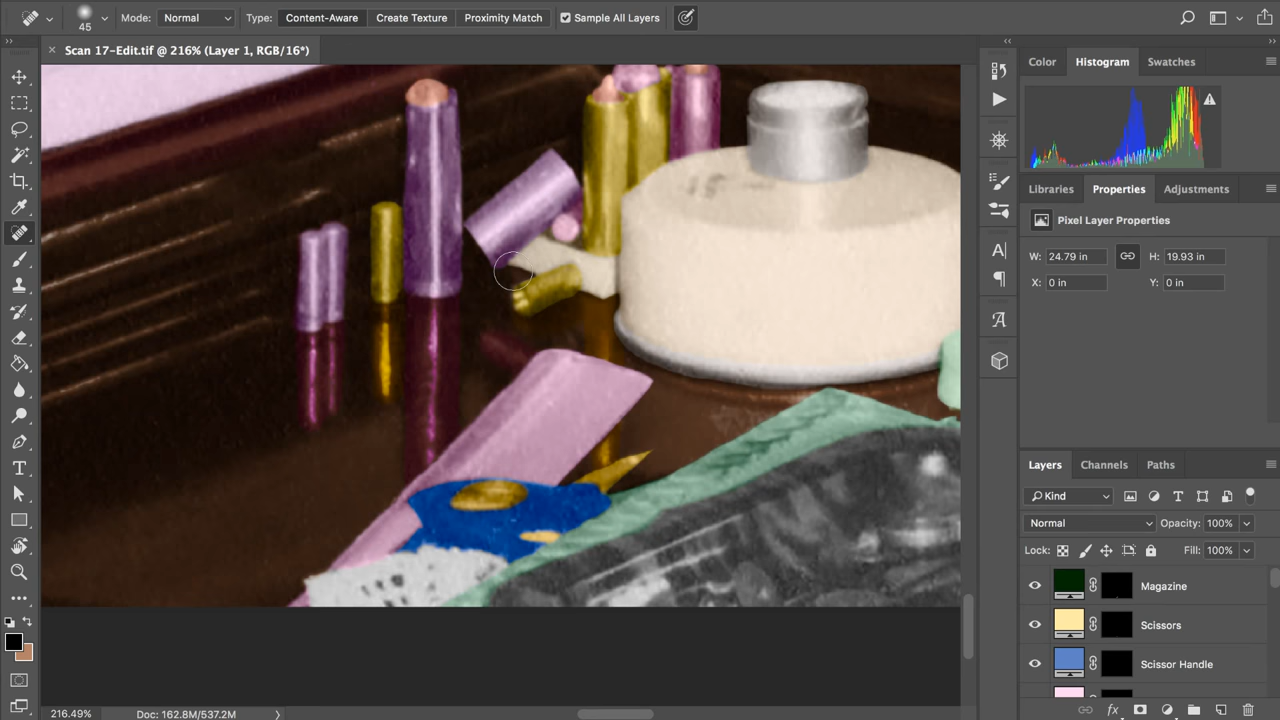 45
Mode:
Normal
Type:
Content-Aware
Create Texture
Proximity Match
Sample All Layers
× Scan 17-Edit.tif @ 216% (Layer 1, RGB/16*)
Color
Histogram
Swatches
Libraries
Properties
Adjustments
Pixel Layer Properties
W: 24.79 in
H: 19.93 in
X: 0 in
Y: 0 in
Layers
Channels
Paths
Kind
Normal
Opacity: 100%
Lock:
Fill: 100%
Magazine
Scissors
Scissor Handle
216.49%
Doc: 162.8M/537.2M